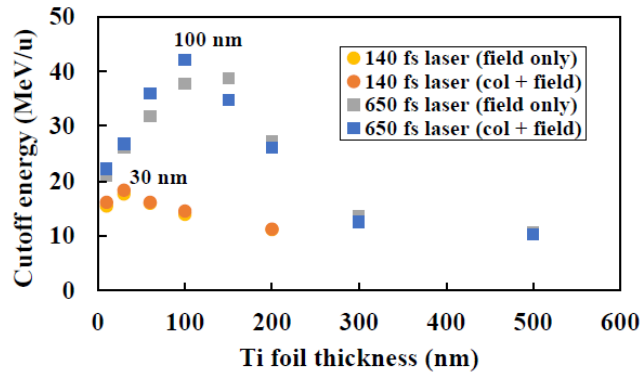 50
40
30
20
10
0
Cutoff energy (MeV/u)
100 nm
30 nm
140 fs laser (field only)
140 fs laser (col + field)
650 fs laser (field only)
650 fs laser (col + field)
0 100 200 300 400 500 600
Ti foil thickness (nm)